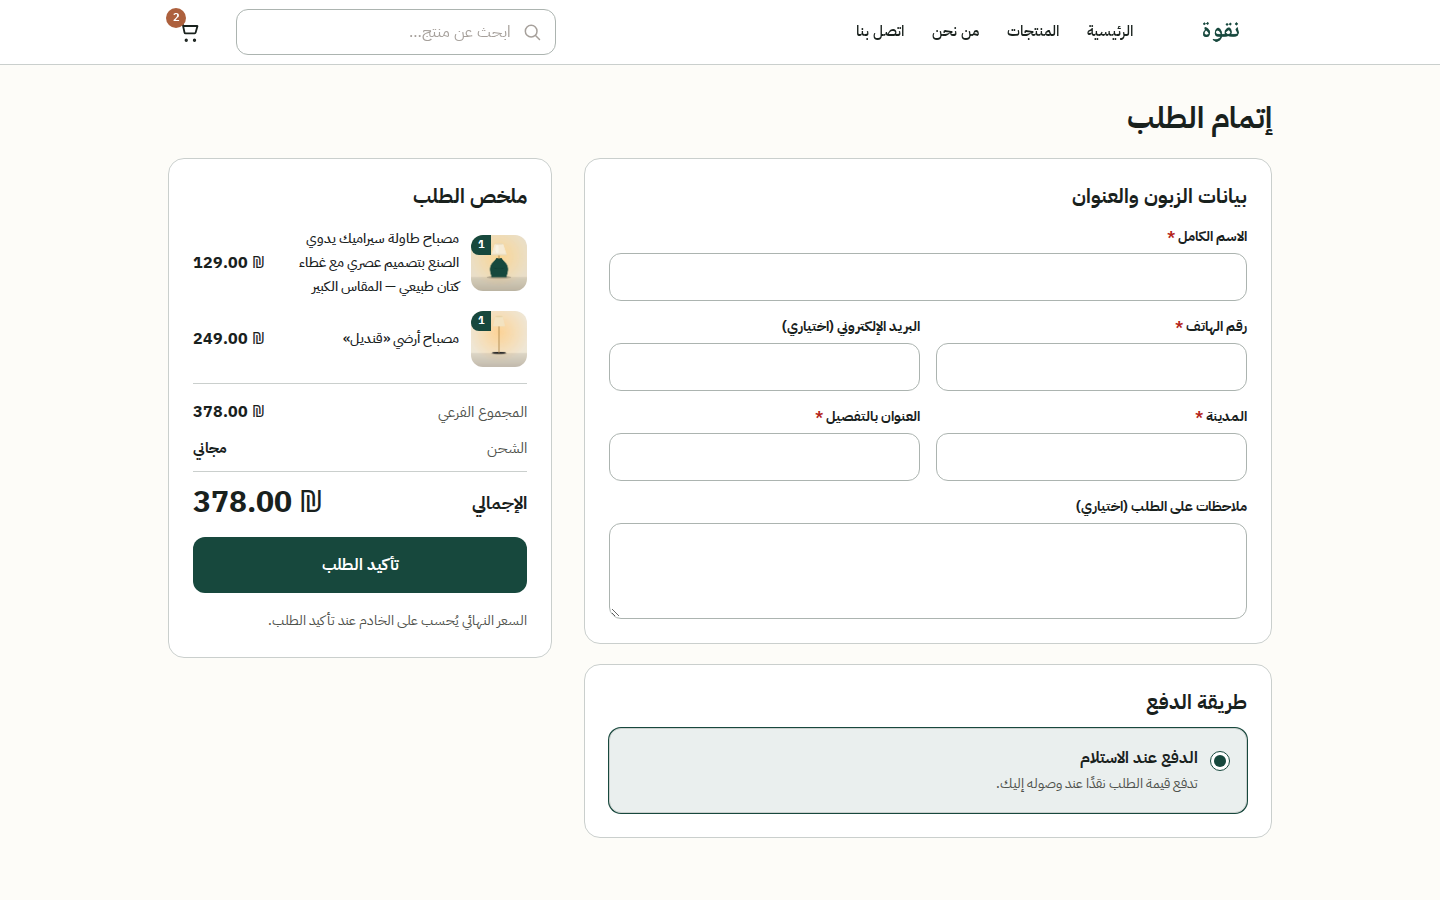 نقوة
الرئيسية
المنتجات
من نحن
اتصل بنا
ابحث عن منتج...
2
إتمام الطلب
بيانات الزبون والعنوان
الاسم الكامل *
رقم الهاتف *
البريد الإلكتروني (اختياري)
المدينة *
العنوان بالتفصيل *
ملاحظات على الطلب (اختياري)
طريقة الدفع
الدفع عند الاستلام
تدفع قيمة الطلب نقدًا عند وصوله إليك.
ملخص الطلب
1
مصباح طاولة سيراميك يدوي
الصنع بتصميم عصري مع غطاء
كتان طبيعي — المقاس الكبير
129.00 ₪
1
مصباح أرضي «قنديل»
249.00 ₪
المجموع الفرعي
378.00 ₪
الشحن
مجاني
الإجمالي
378.00 ₪
تأكيد الطلب
السعر النهائي يُحسب على الخادم عند تأكيد الطلب.